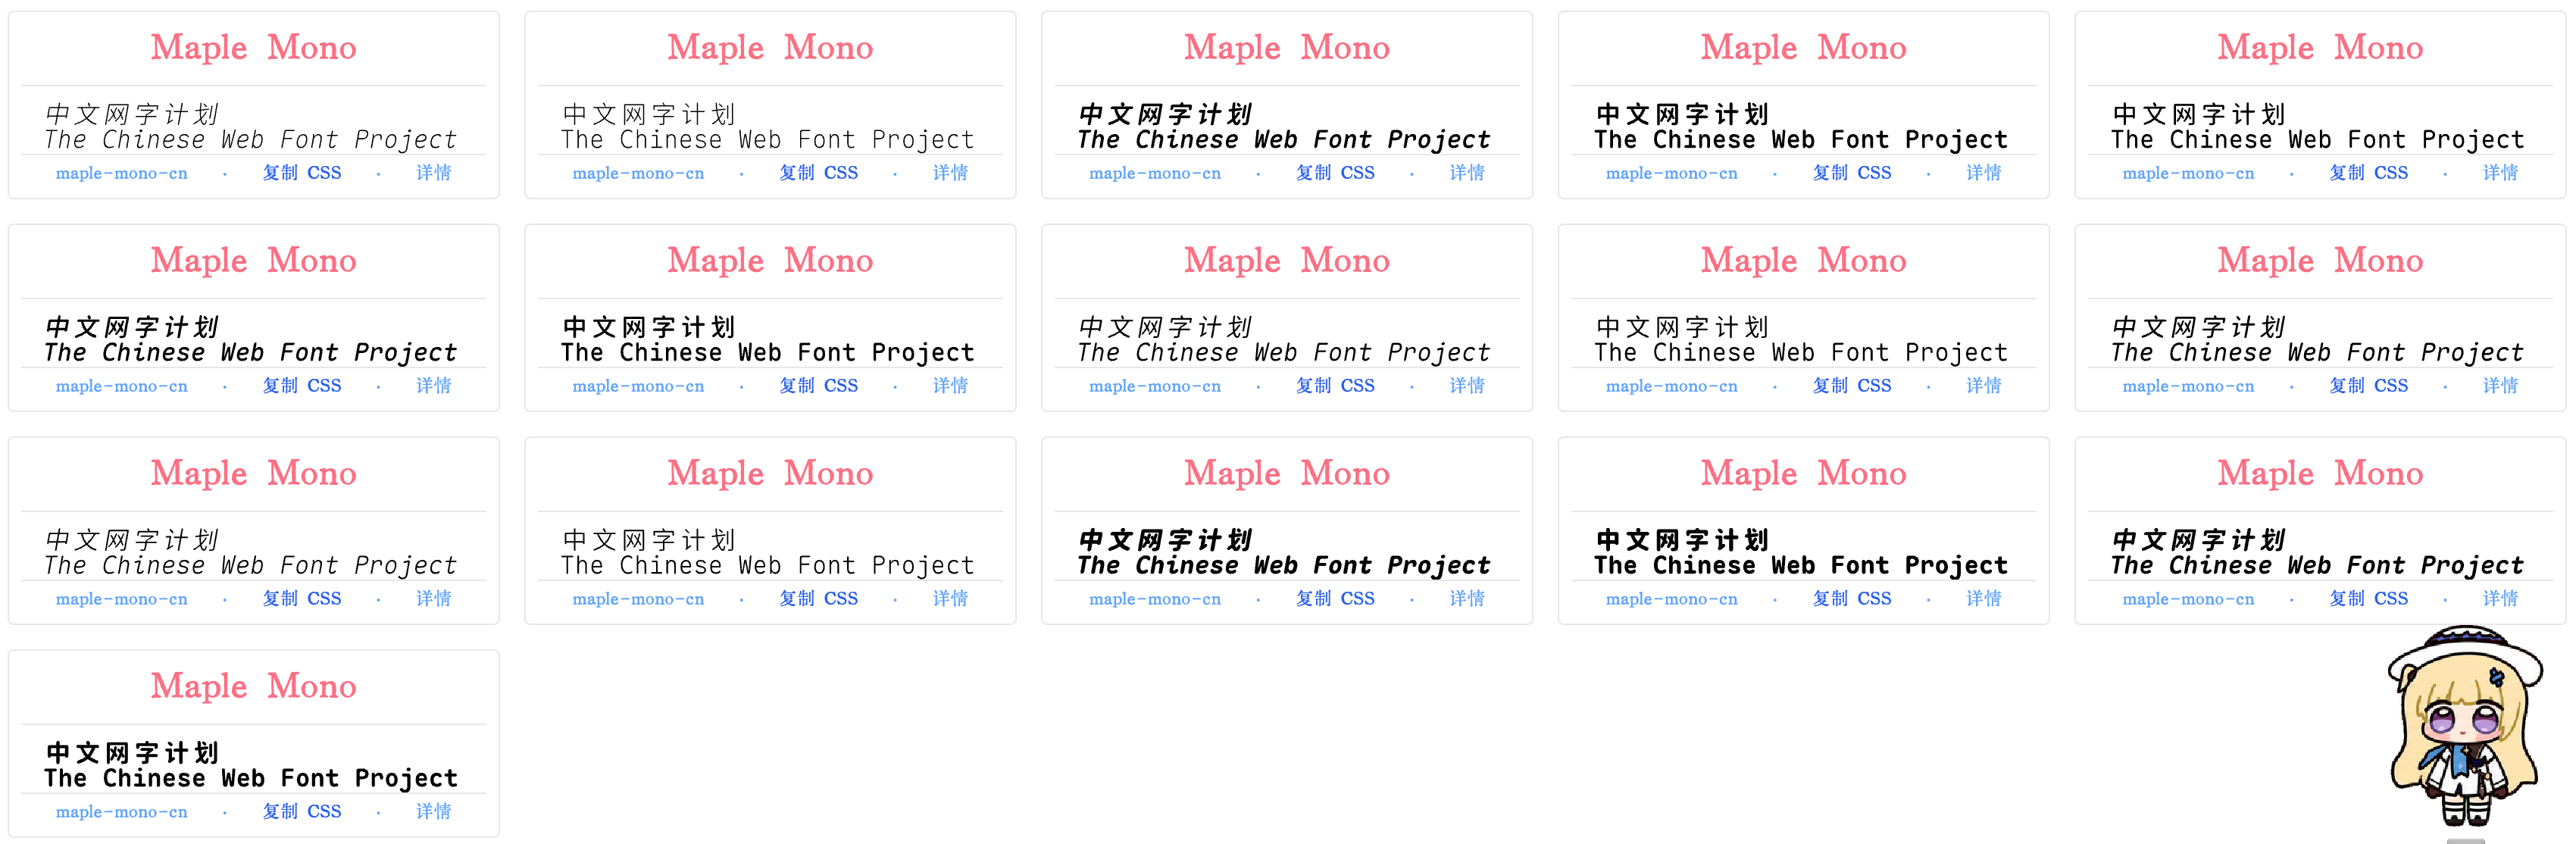 Maple Mono
中文网字计划
The Chinese Web Font Project
maple-mono-cn · 复制 CSS · 详情
Maple Mono
中文网字计划
The Chinese Web Font Project
maple-mono-cn · 复制 CSS · 详情
Maple Mono
中文网字计划
The Chinese Web Font Project
maple-mono-cn · 复制 CSS · 详情
Maple Mono
中文网字计划
The Chinese Web Font Project
maple-mono-cn · 复制 CSS · 详情
Maple Mono
中文网字计划
The Chinese Web Font Project
maple-mono-cn · 复制 CSS · 详情
Maple Mono
中文网字计划
The Chinese Web Font Project
maple-mono-cn · 复制 CSS · 详情
Maple Mono
中文网字计划
The Chinese Web Font Project
maple-mono-cn · 复制 CSS · 详情
Maple Mono
中文网字计划
The Chinese Web Font Project
maple-mono-cn · 复制 CSS · 详情
Maple Mono
中文网字计划
The Chinese Web Font Project
maple-mono-cn · 复制 CSS · 详情
Maple Mono
中文网字计划
The Chinese Web Font Project
maple-mono-cn · 复制 CSS · 详情
Maple Mono
中文网字计划
The Chinese Web Font Project
maple-mono-cn · 复制 CSS · 详情
Maple Mono
中文网字计划
The Chinese Web Font Project
maple-mono-cn · 复制 CSS · 详情
Maple Mono
中文网字计划
The Chinese Web Font Project
maple-mono-cn · 复制 CSS · 详情
Maple Mono
中文网字计划
The Chinese Web Font Project
maple-mono-cn · 复制 CSS · 详情
Maple Mono
中文网字计划
The Chinese Web Font Project
maple-mono-cn · 复制 CSS · 详情
Maple Mono
中文网字计划
The Chinese Web Font Project
maple-mono-cn · 复制 CSS · 详情